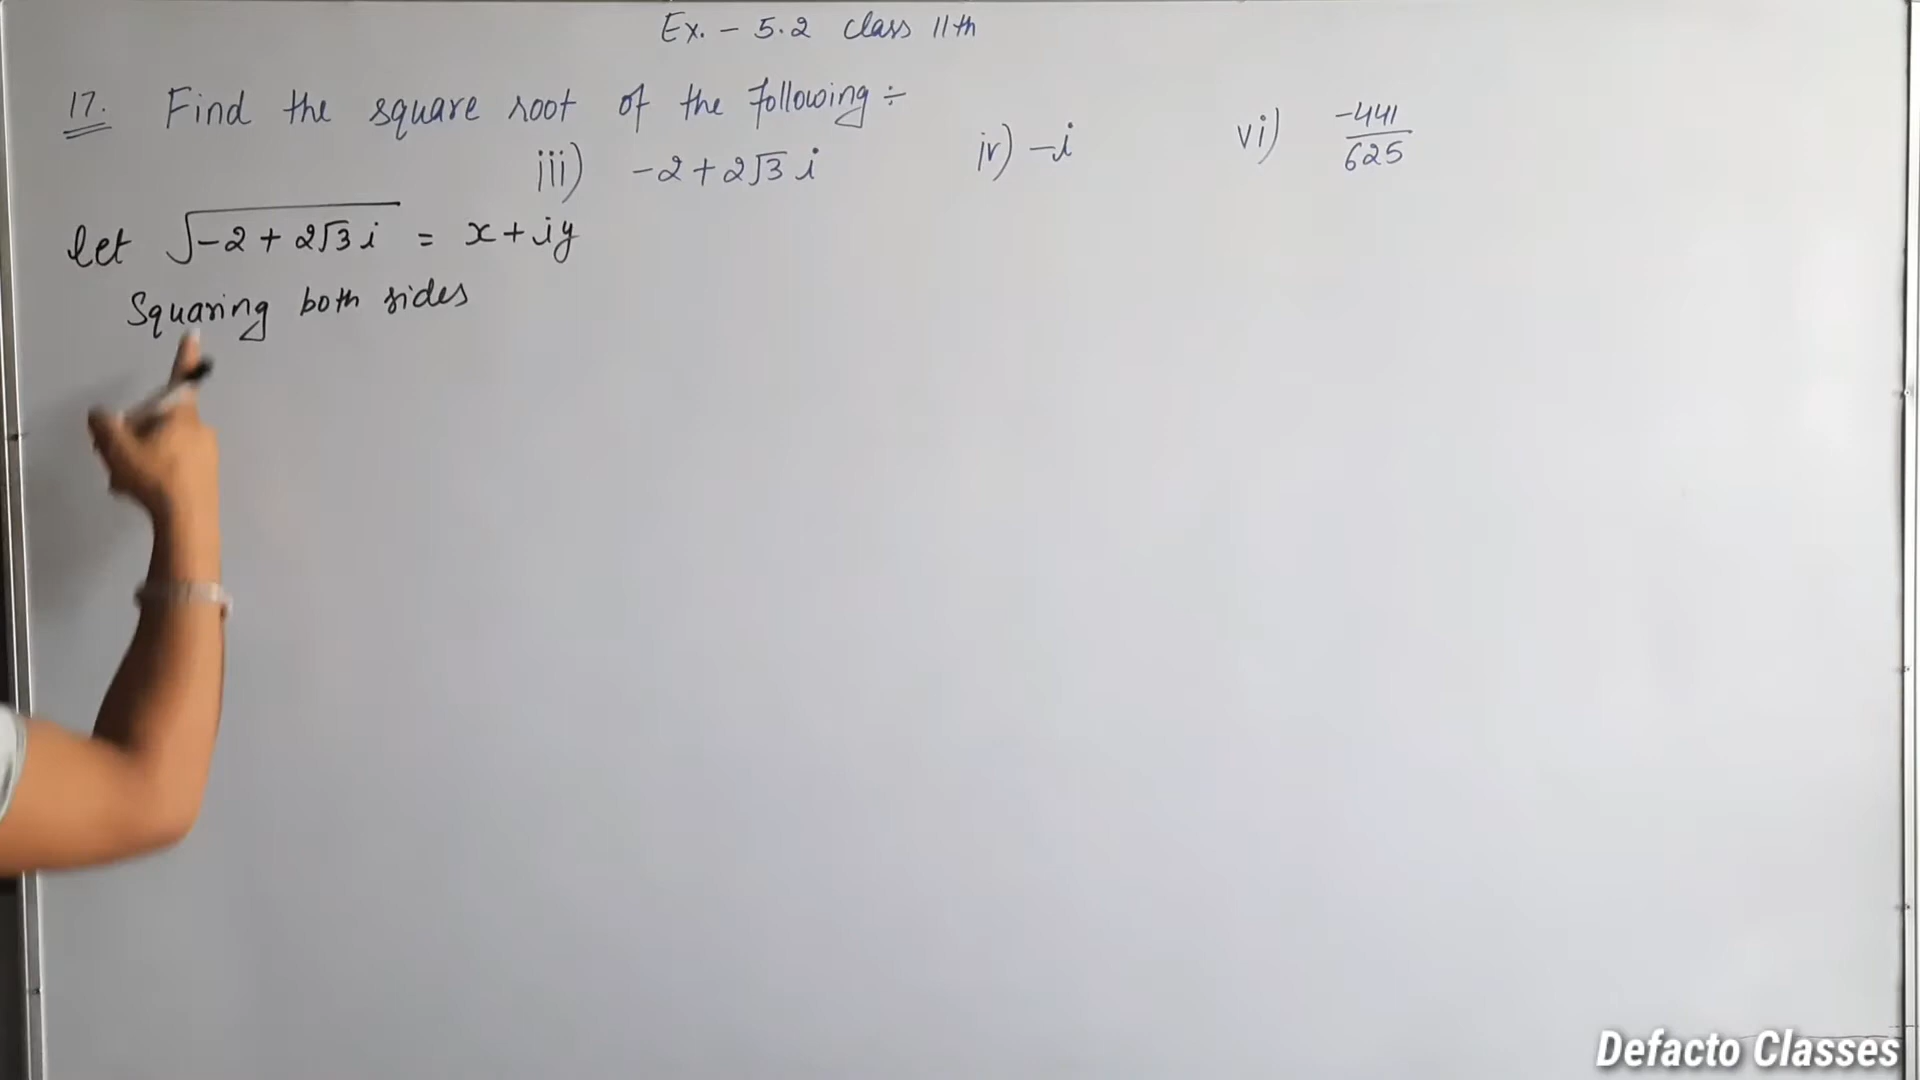 Ex. - 5.2 class 11th
17. Find the square root of the following ÷
iii) -2 + 2√3 i iv) -i vi) -441/625
let √(-2 + 2√3 i) = x + iy
Squaring both sides
Defacto Classes